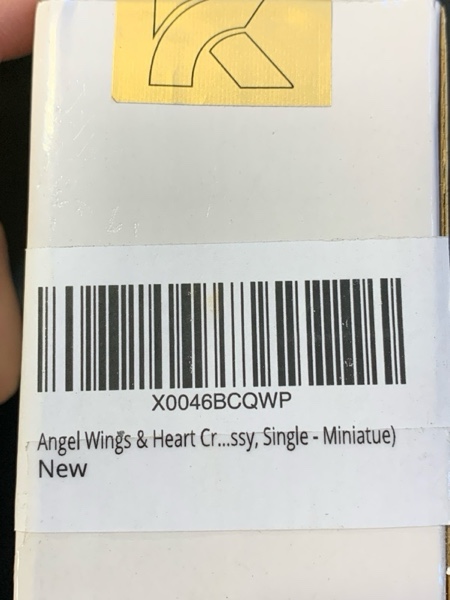 X0046BCQWP
Angel Wings & Heart Cr...ssy, Single - Miniatue)
New